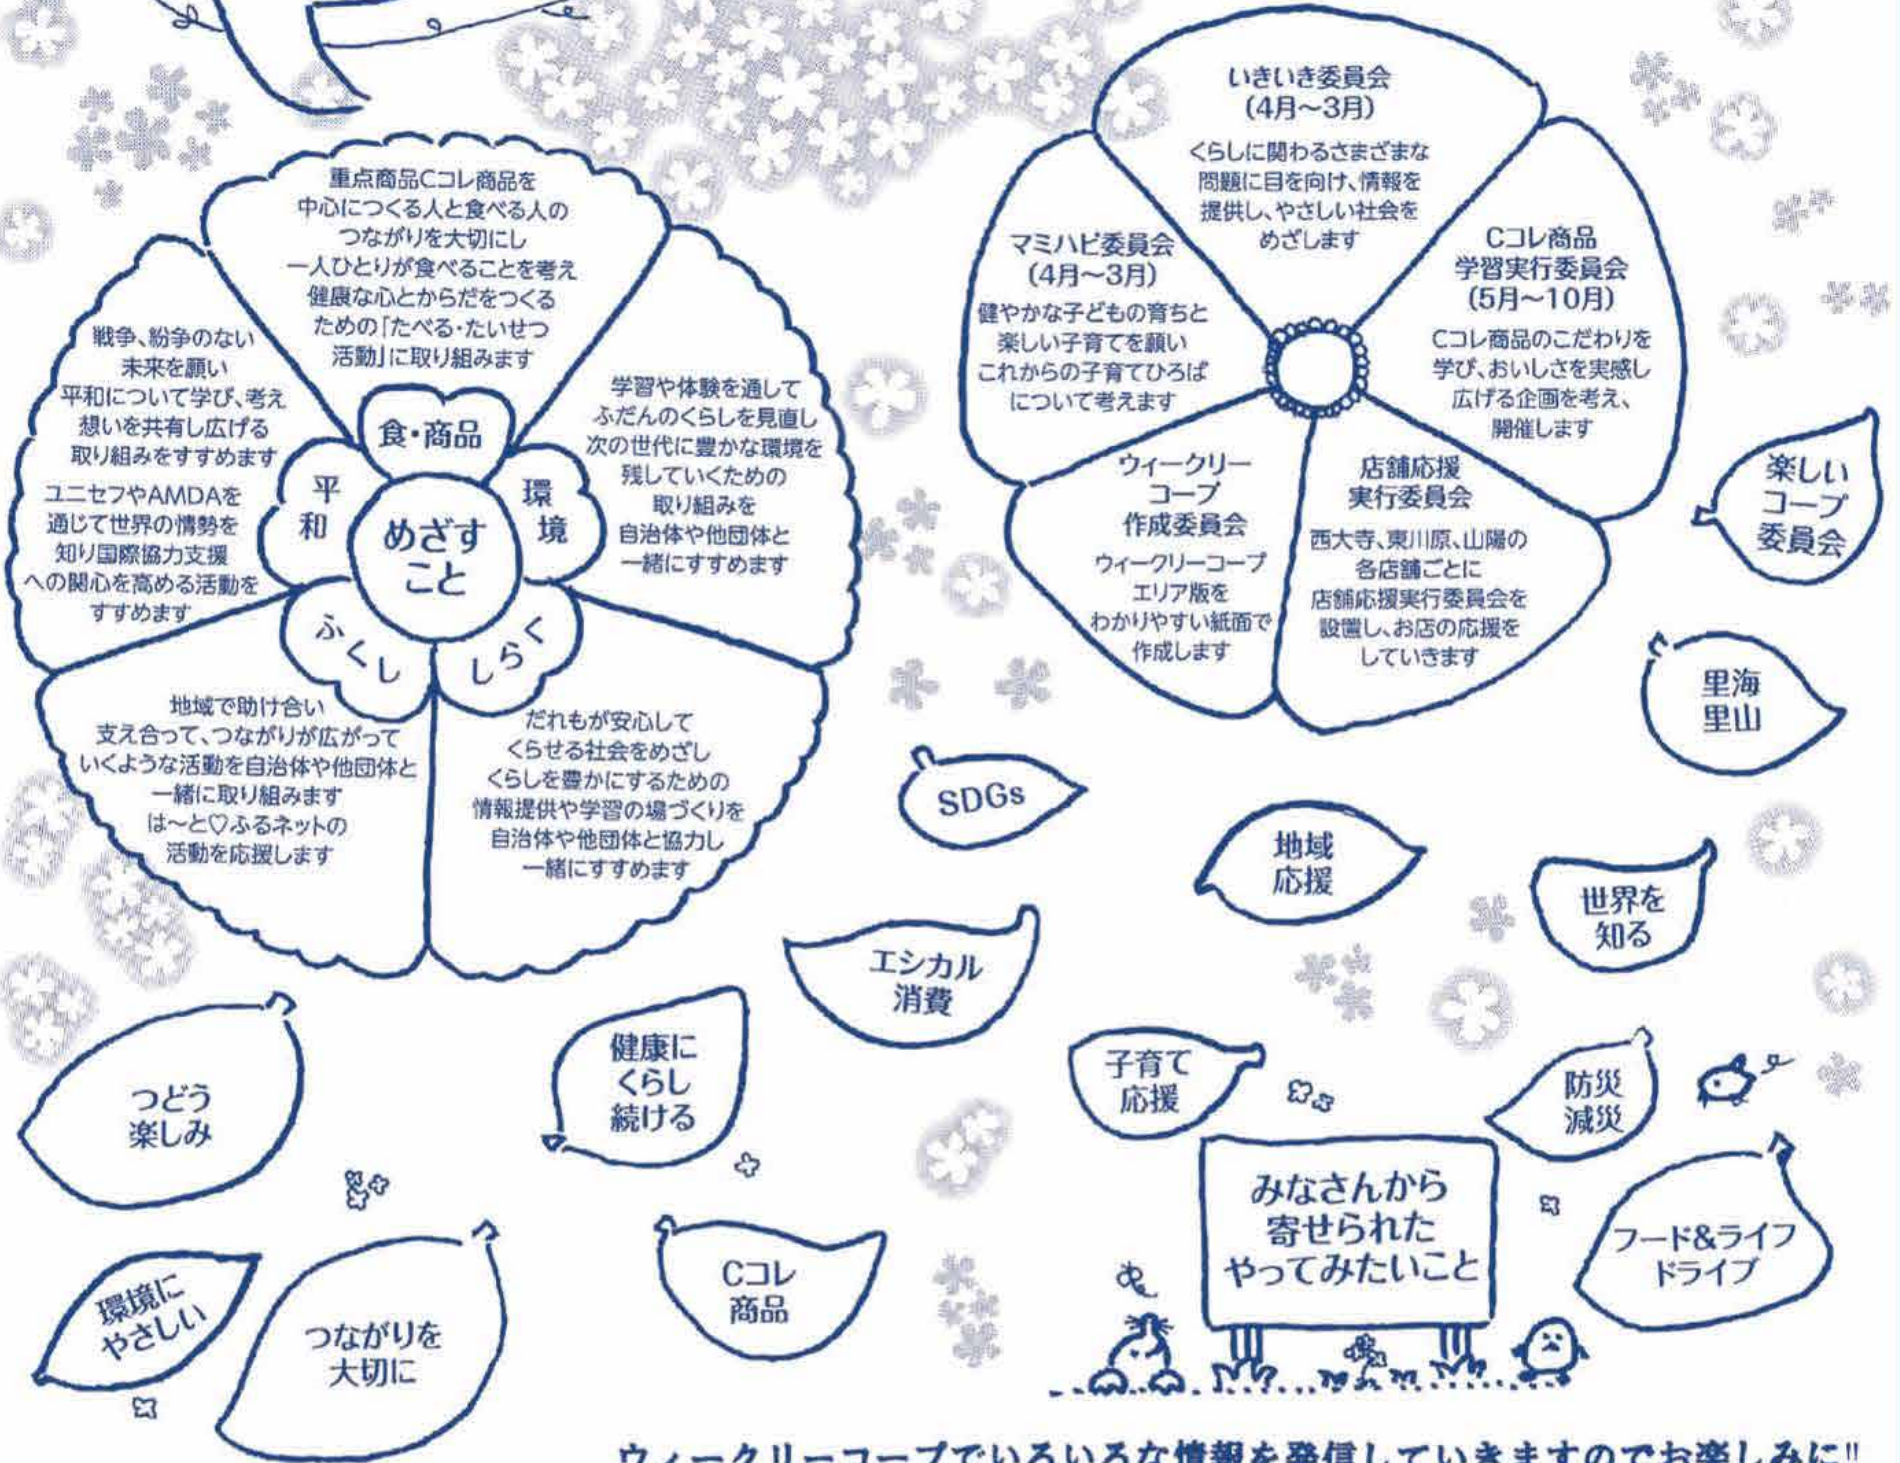 重点商品Cコレ商品を
中心につくる人と食べる人の
つながりを大切にし
一人ひとりが食べることを考え
健康な心とからだをつくる
ための「たべる・たいせつ
活動」に取り組みます
食・商品
戦争、紛争のない
未来を願い
平和について学び、考え
想いを共有し広げる
取り組みをすすめます
ユニセフやAMDAを
通じて世界の情勢を
知り国際協力支援
への関心を高める活動を
すすめます
平和
学習や体験を通して
ふだんのくらしを見直し
次の世代に豊かな環境を
残していくための
取り組みを
自治体や他団体と
一緒にすすめます
環境
めざす
こと
ふくし
地域で助け合い
支え合って、つながりが広がって
いくような活動を自治体や他団体と
一緒に取り組みます
は～と♡ふるネットの
活動を応援します
くらし
だれもが安心して
くらせる社会をめざし
くらしを豊かにするための
情報提供や学習の場づくりを
自治体や他団体と協力し
一緒にすすめます
いきいき委員会
(4月～3月)
くらしに関わるさまざまな
問題に目を向け、情報を
提供し、やさしい社会を
めざします
マミハピ委員会
(4月～3月)
健やかな子どもの育ちと
楽しい子育てを願い
これからの子育てひろば
について考えます
Cコレ商品
学習実行委員会
(5月～10月)
Cコレ商品のこだわりを
学び、おいしさを実感し
広げる企画を考え、
開催します
ウィークリー
コープ
作成委員会
ウィークリーコープ
エリア版を
わかりやすい紙面で
作成します
店舗応援
実行委員会
西大寺、東川原、山陽の
各店舗ごとに
店舗応援実行委員会を
設置し、お店の応援を
していきます
楽しい
コープ
委員会
里海
里山
SDGs
地域
応援
世界を
知る
エシカル
消費
つどう
楽しみ
健康に
くらし
続ける
子育て
応援
防災
減災
みなさんから
寄せられた
やってみたいこと
フード&ライフ
ドライブ
環境に
やさしい
つながりを
大切に
Cコレ
商品
ウィークリーコープでいろいろな情報を発信していきますのでお楽しみに!!